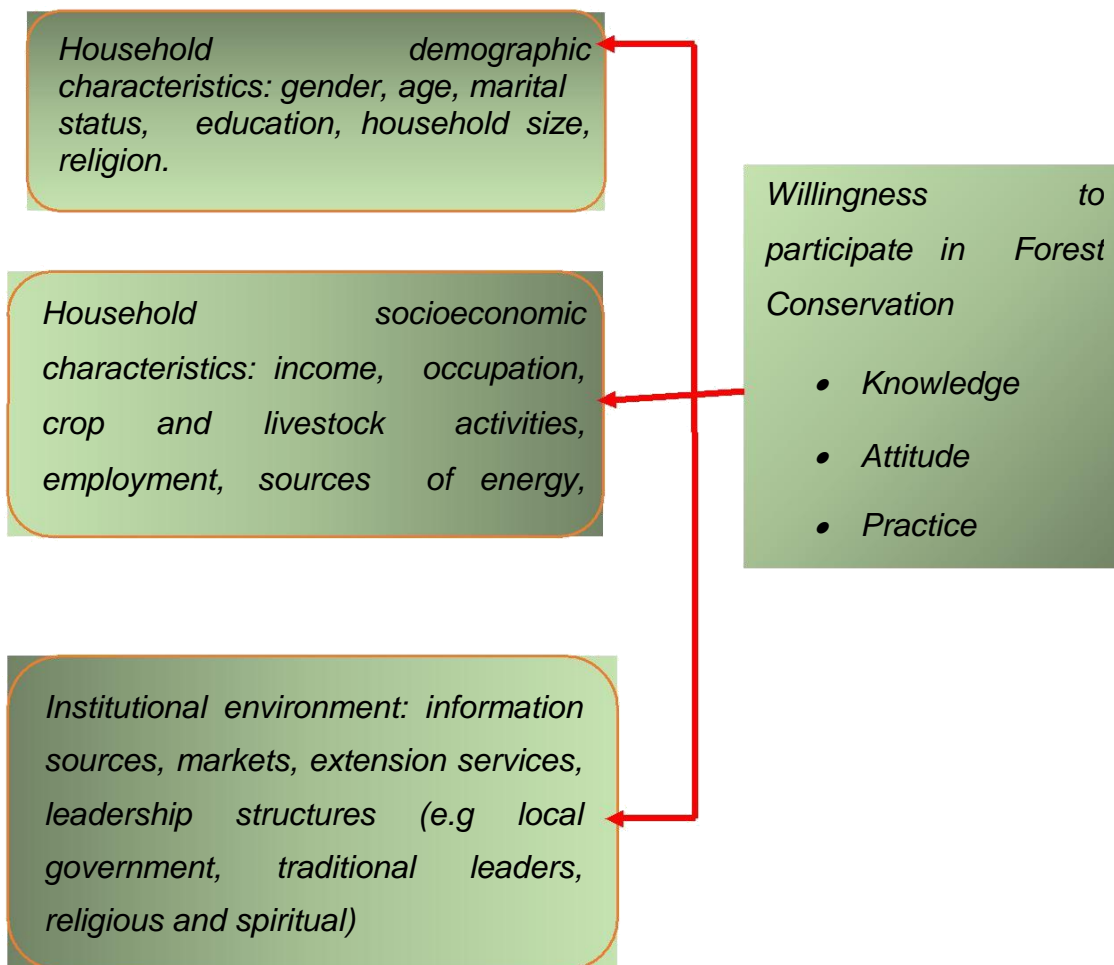 Household demographic
characteristics: gender, age, marital
status, education, household size,
religion.
Household socioeconomic
characteristics: income, occupation,
crop and livestock activities,
employment, sources of energy,
Institutional environment: information
sources, markets, extension services,
leadership structures (e.g local
government, traditional leaders,
religious and spiritual)
Willingness to
participate in Forest
Conservation
• Knowledge
• Attitude
• Practice